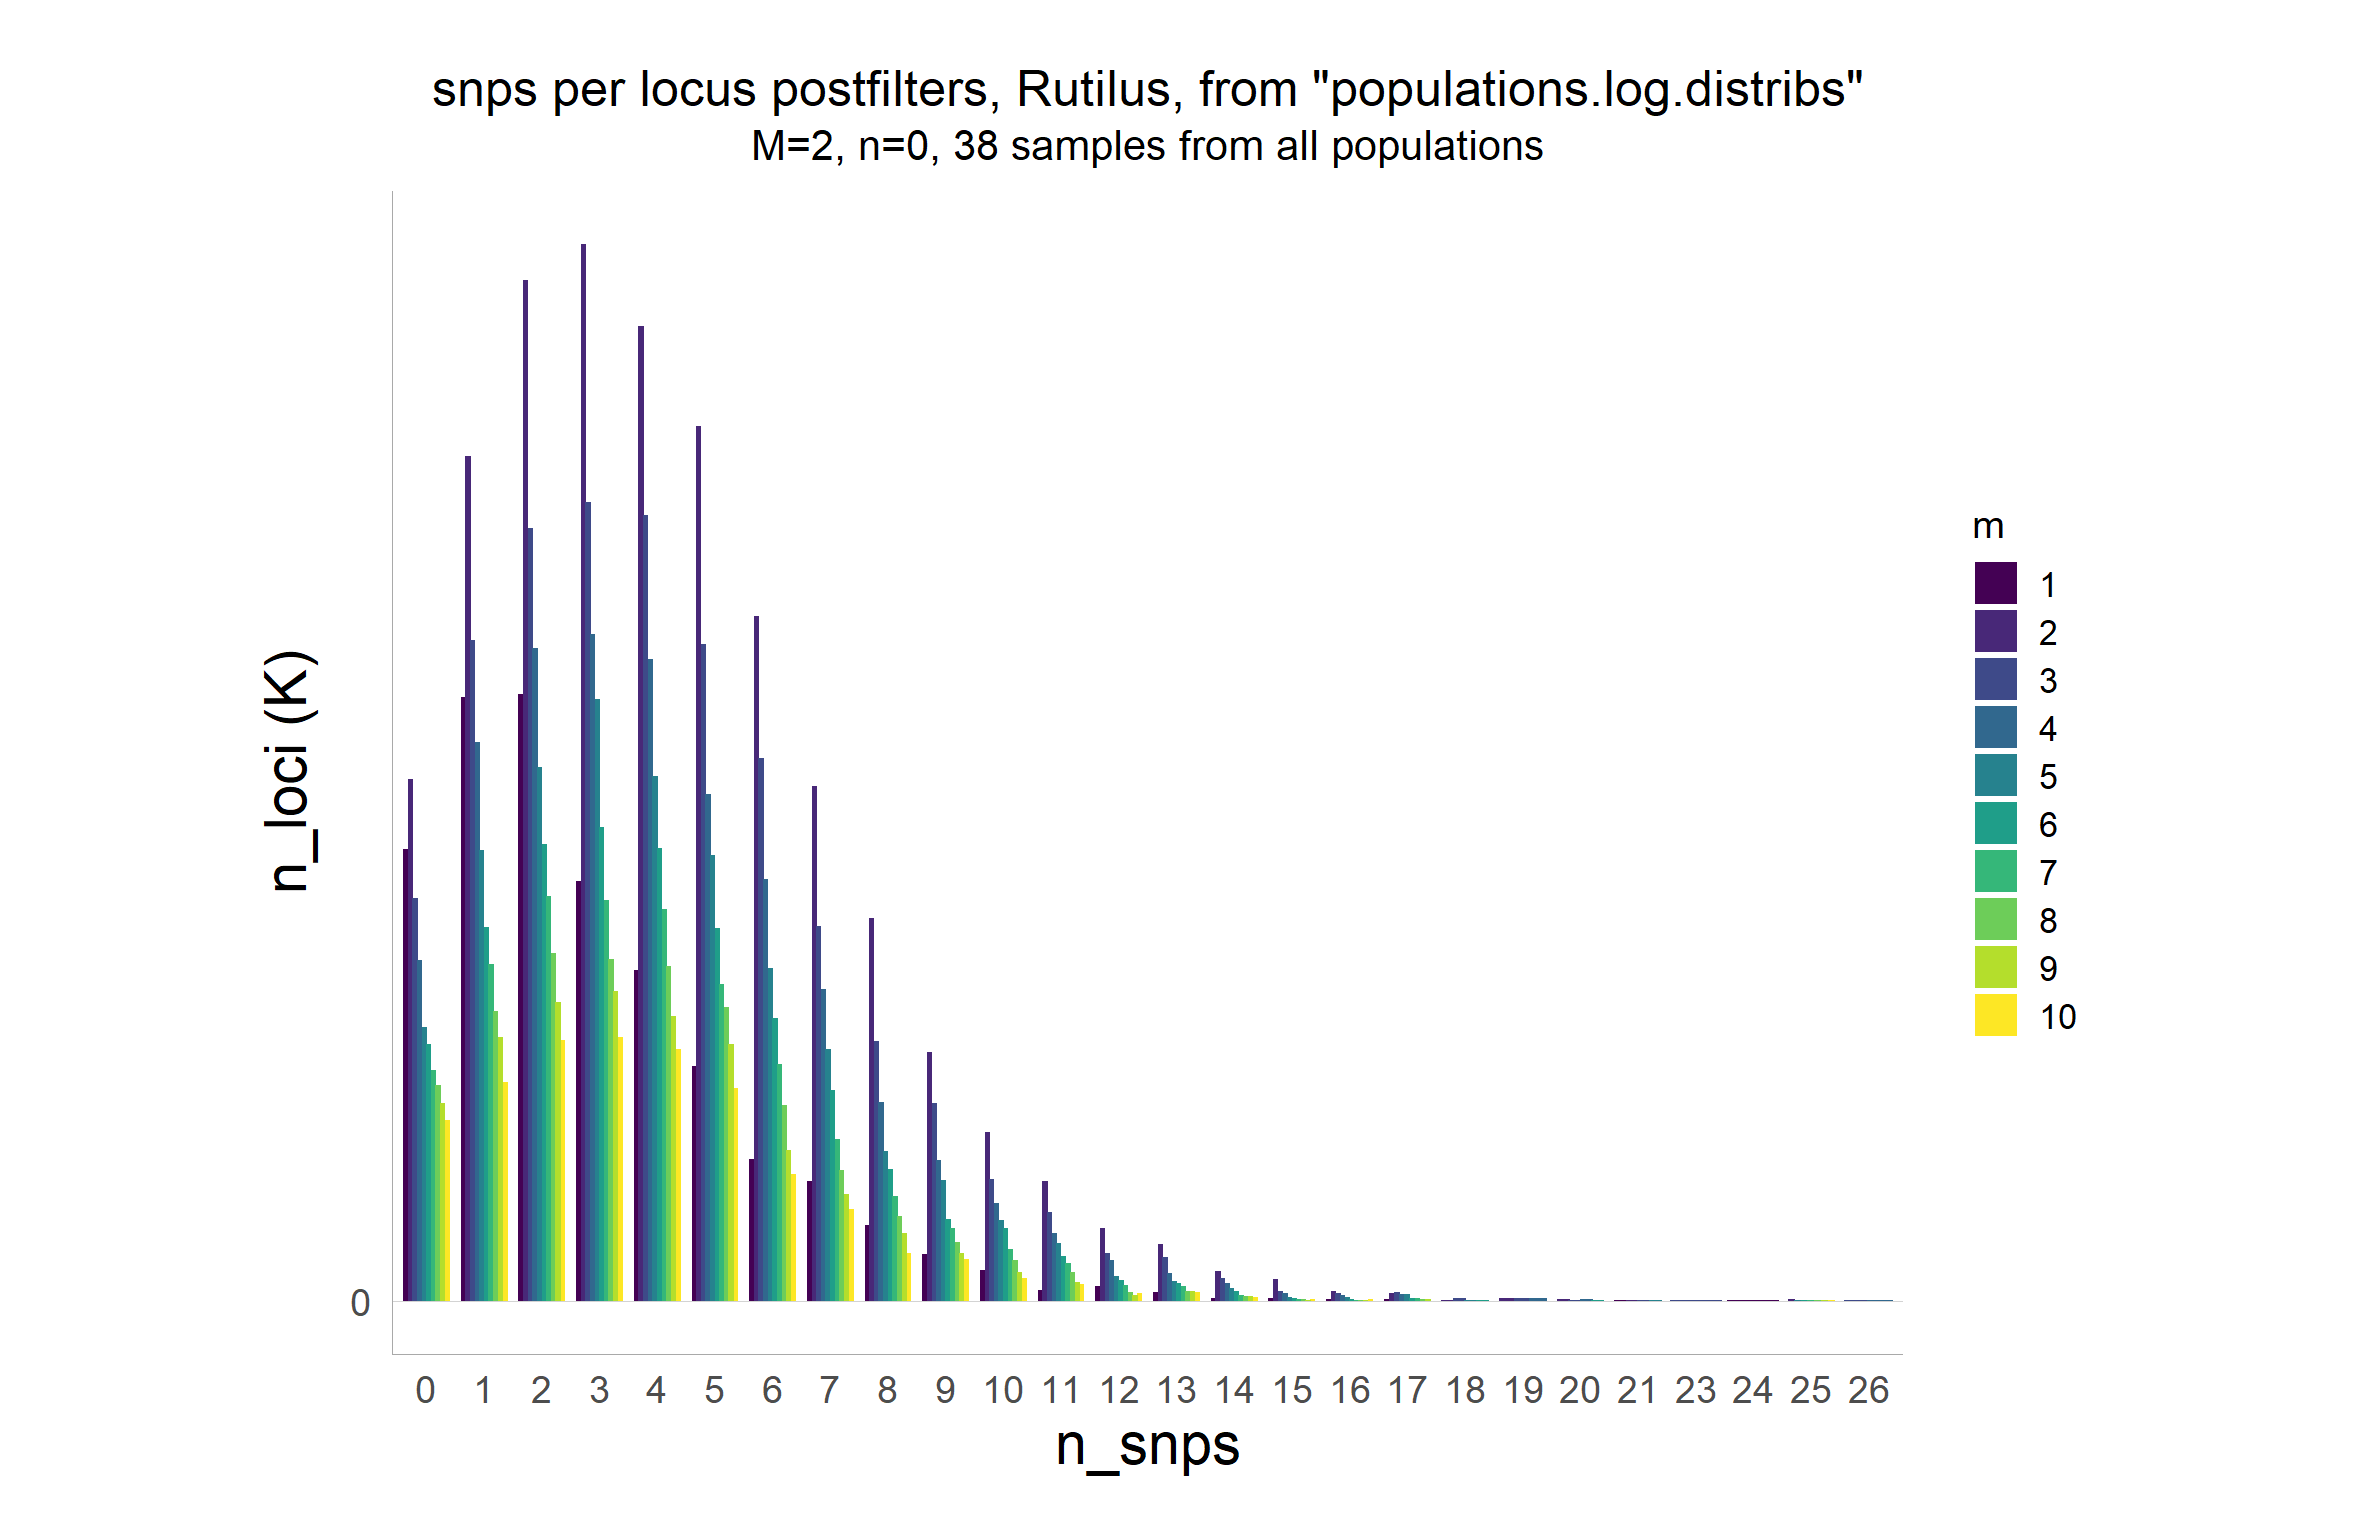 snps per locus postfilters, Rutilus, from "populations.log.distribs"
M=2, n=0, 38 samples from all populations
n_loci (K)
0
0 1 2 3 4 5 6 7 8 9 10 11 12 13 14 15 16 17 18 19 20 21 23 24 25 26
n_snps
m
1
2
3
4
5
6
7
8
9
10